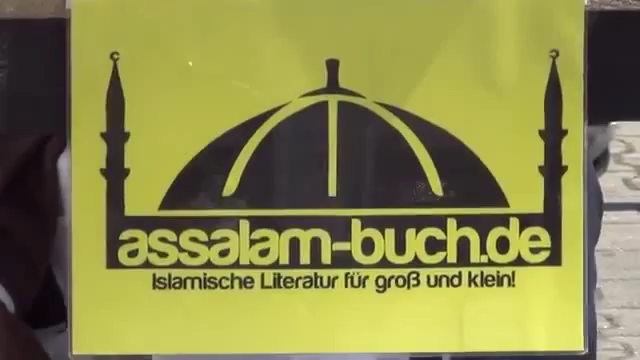 assalam-buch.de
Islamische Literatur für groß und klein!